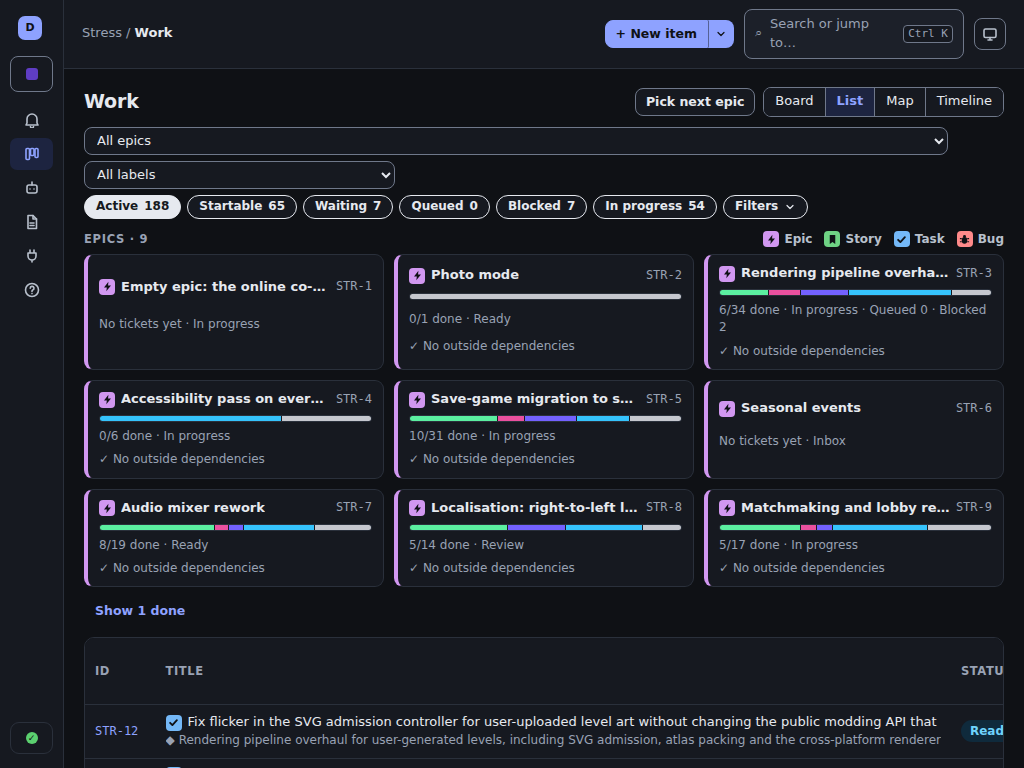 D
Stress / Work
+ New item
Search or jump
to…
Ctrl K
Work
Pick next epic
Board
List
Map
Timeline
All epics
All labels
Active 188
Startable 65
Waiting 7
Queued 0
Blocked 7
In progress 54
Filters
EPICS · 9
Epic
Story
Task
Bug
Empty epic: the online co-…
STR-1
No tickets yet · In progress
Photo mode
STR-2
0/1 done · Ready
✓ No outside dependencies
Rendering pipeline overha…
STR-3
6/34 done · In progress · Queued 0 · Blocked
2
✓ No outside dependencies
Accessibility pass on ever…
STR-4
0/6 done · In progress
✓ No outside dependencies
Save-game migration to s…
STR-5
10/31 done · In progress
✓ No outside dependencies
Seasonal events
STR-6
No tickets yet · Inbox
Audio mixer rework
STR-7
8/19 done · Ready
✓ No outside dependencies
Localisation: right-to-left l…
STR-8
5/14 done · Review
✓ No outside dependencies
Matchmaking and lobby re…
STR-9
5/17 done · In progress
✓ No outside dependencies
Show 1 done
ID
TITLE
STATU
STR-12
Fix flicker in the SVG admission controller for user-uploaded level art without changing the public modding API that
◆ Rendering pipeline overhaul for user-generated levels, including SVG admission, atlas packing and the cross-platform renderer
Read